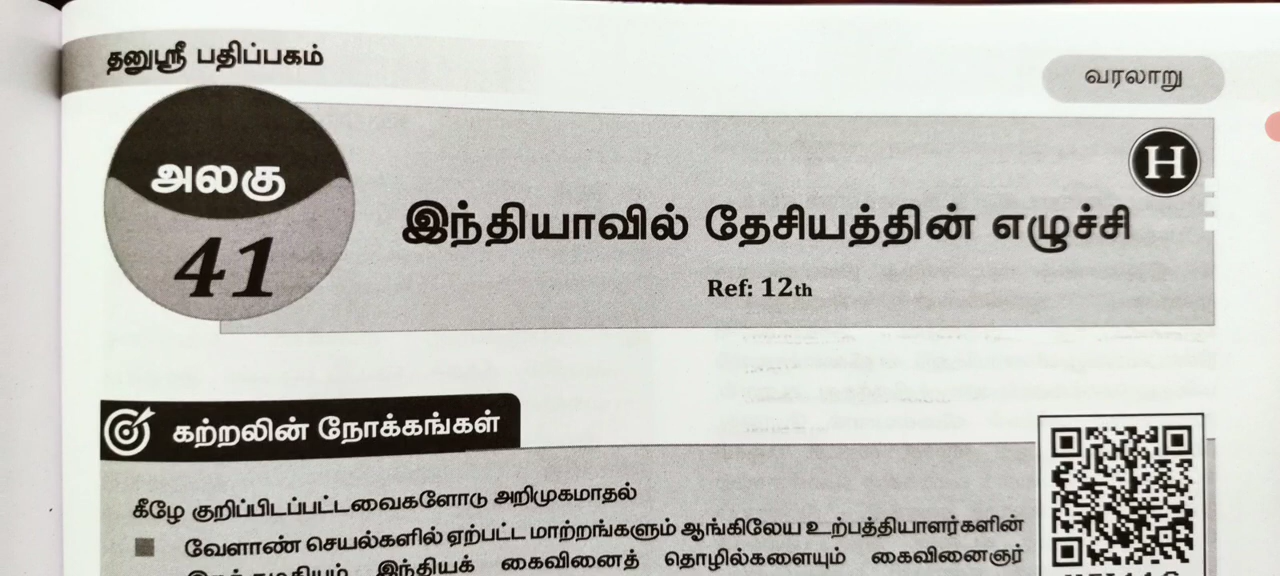 தனுஸ்ரீ பதிப்பகம்
வரலாறு
அலகு
41
H
இந்தியாவில் தேசியத்தின் எழுச்சி
Ref: 12th
கற்றலின் நோக்கங்கள்
கீழே குறிப்பிடப்பட்டவைகளோடு அறிமுகமாதல்
வேளாண் செயல்களில் ஏற்பட்ட மாற்றங்களும் ஆங்கிலேய உற்பத்தியாளர்களின்
இந்தியக் கைவினைத் தொழில்களையும் கைவினைஞர்